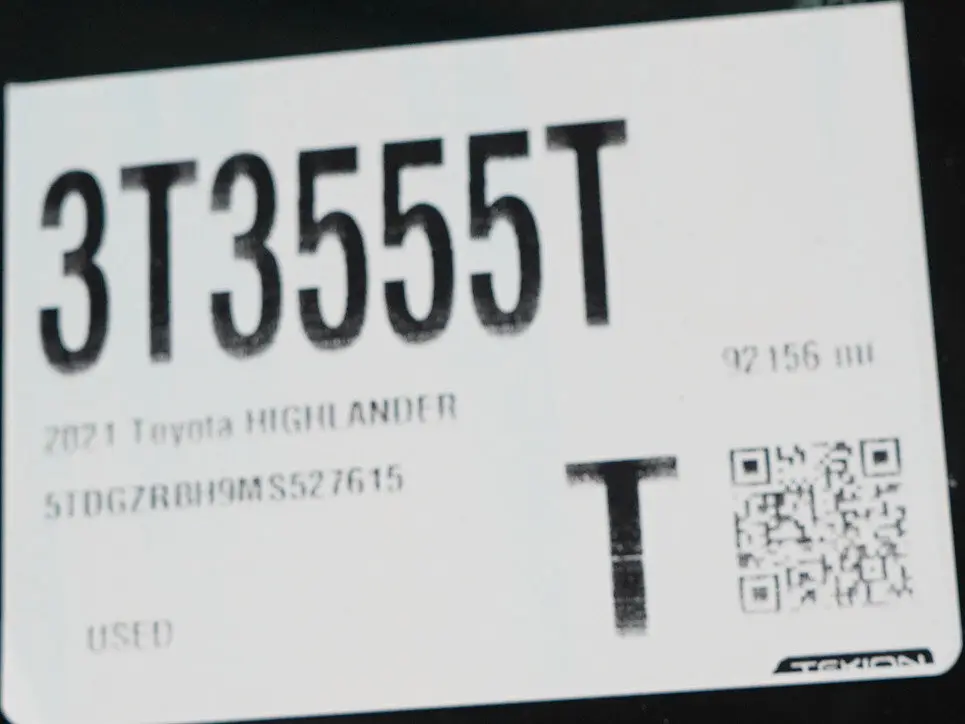 3T3555T
92156 mi
2021 Toyota HIGHLANDER
5TDGZRBH9MS527615
T
USED
TEKION